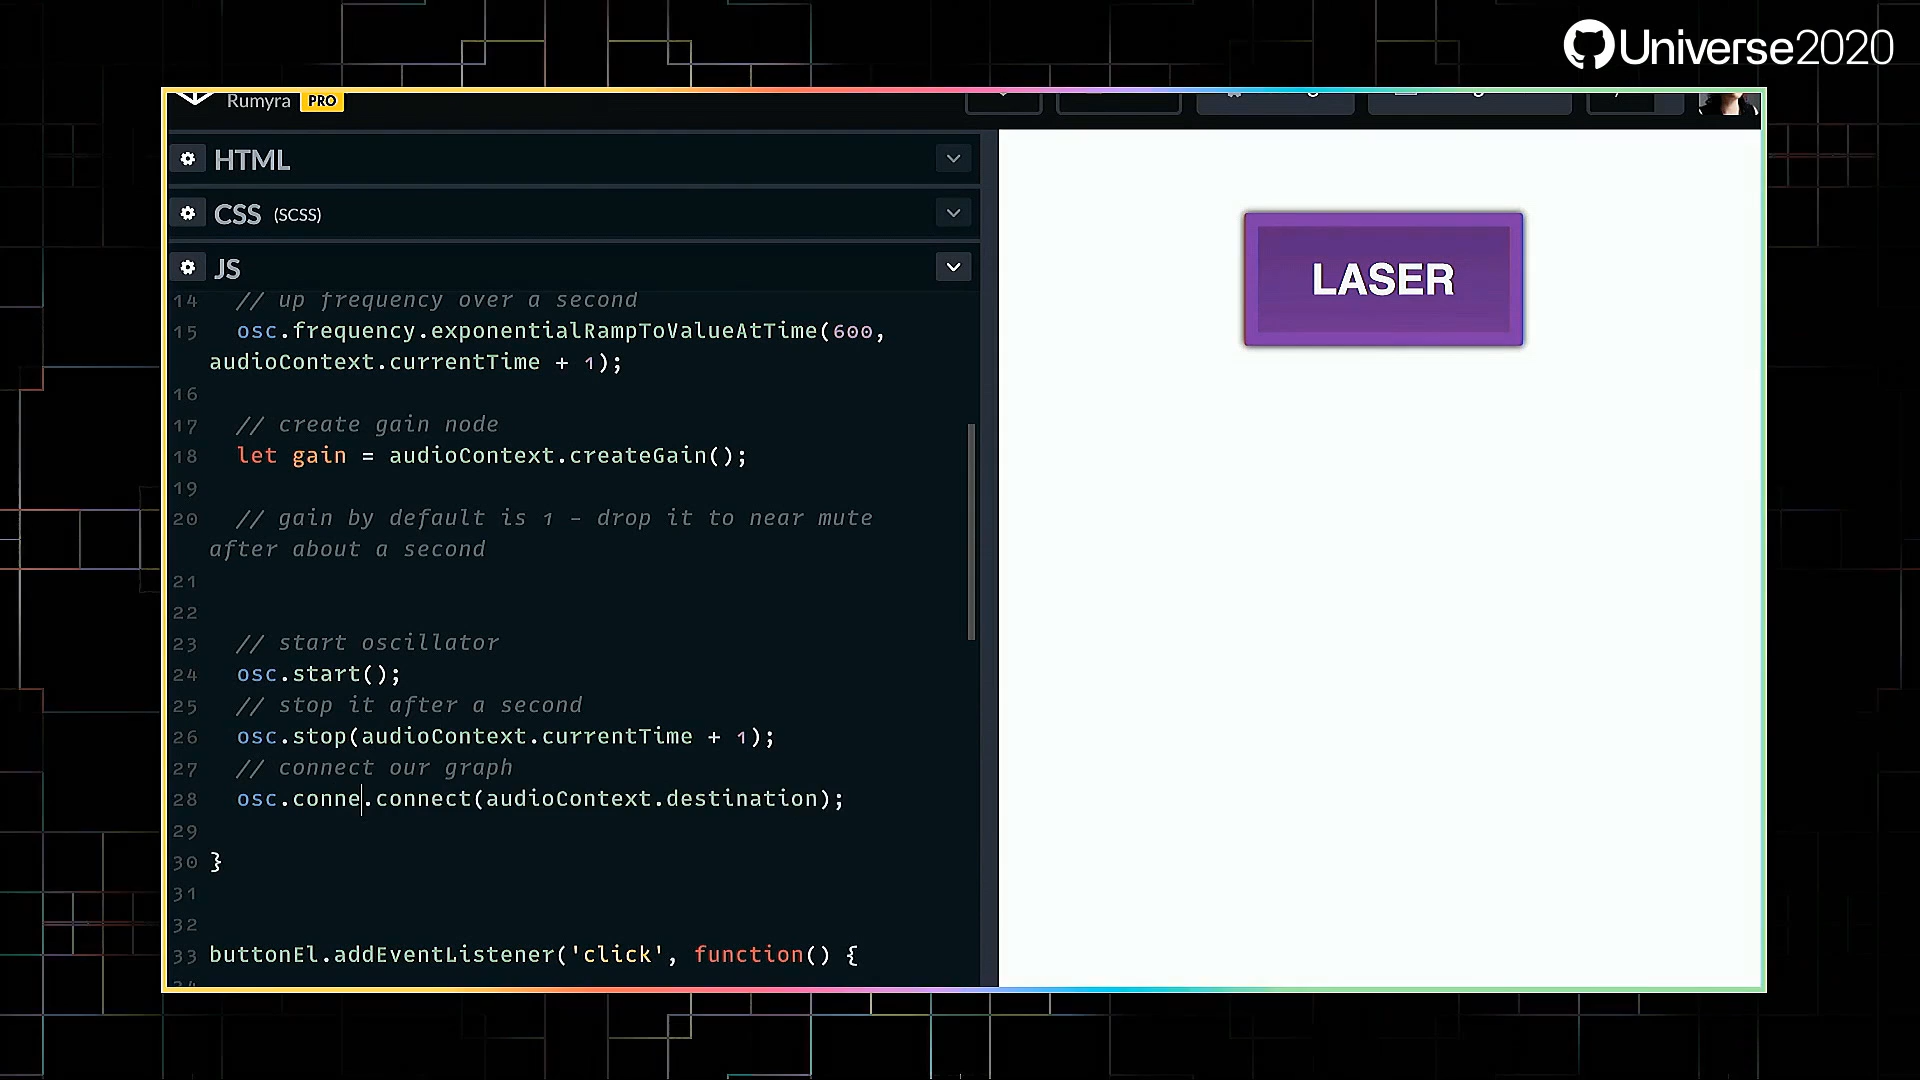 Universe2020
Rumyra PRO
HTML
CSS (SCSS)
JS
14 // up frequency over a second
15 osc.frequency.exponentialRampToValueAtTime(600,
audioContext.currentTime + 1);
16
17 // create gain node
18 let gain = audioContext.createGain();
19
20 // gain by default is 1 – drop it to near mute
after about a second
21
22
23 // start oscillator
24 osc.start();
25 // stop it after a second
26 osc.stop(audioContext.currentTime + 1);
27 // connect our graph
28 osc.conne.connect(audioContext.destination);
29
30 }
31
32
33 buttonEl.addEventListener('click', function() {
LASER